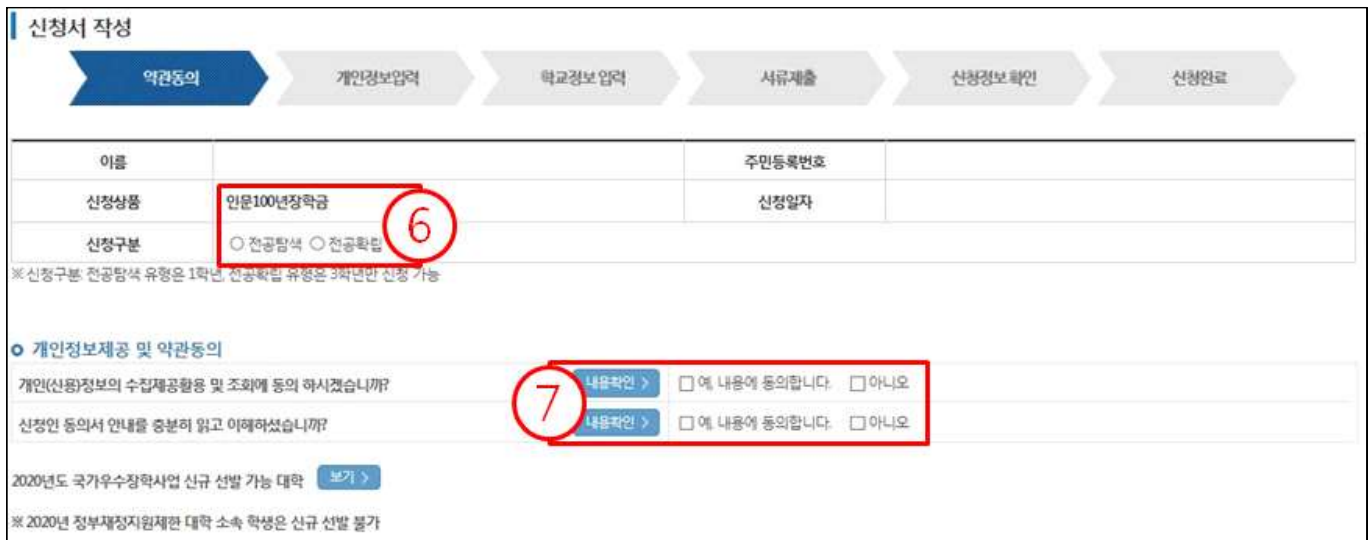 신청서 작성
약관동의 개인정보입력 학교정보 입력 서류제출 신청정보 확인 신청완료
이름 주민등록번호
신청상품 인문100년장학금 신청일자
6
신청구분 ○ 전공탐색 ○ 전공확립
※ 신청구분: 전공탐색 유형은 1학년, 전공확립 유형은 3학년만 신청 가능
개인정보제공 및 약관동의
개인(신용)정보의 수집제공활용 및 조회에 동의 하시겠습니까? 내용확인 > □ 예, 내용에 동의합니다. □ 아니오
7
신청인 동의서 안내를 충분히 읽고 이해하셨습니까? 내용확인 > □ 예, 내용에 동의합니다. □ 아니오
2020년도 국가우수장학사업 신규 선발 가능 대학 보기 >
※ 2020년 정부재정지원제한 대학 소속 학생은 신규 선발 불가